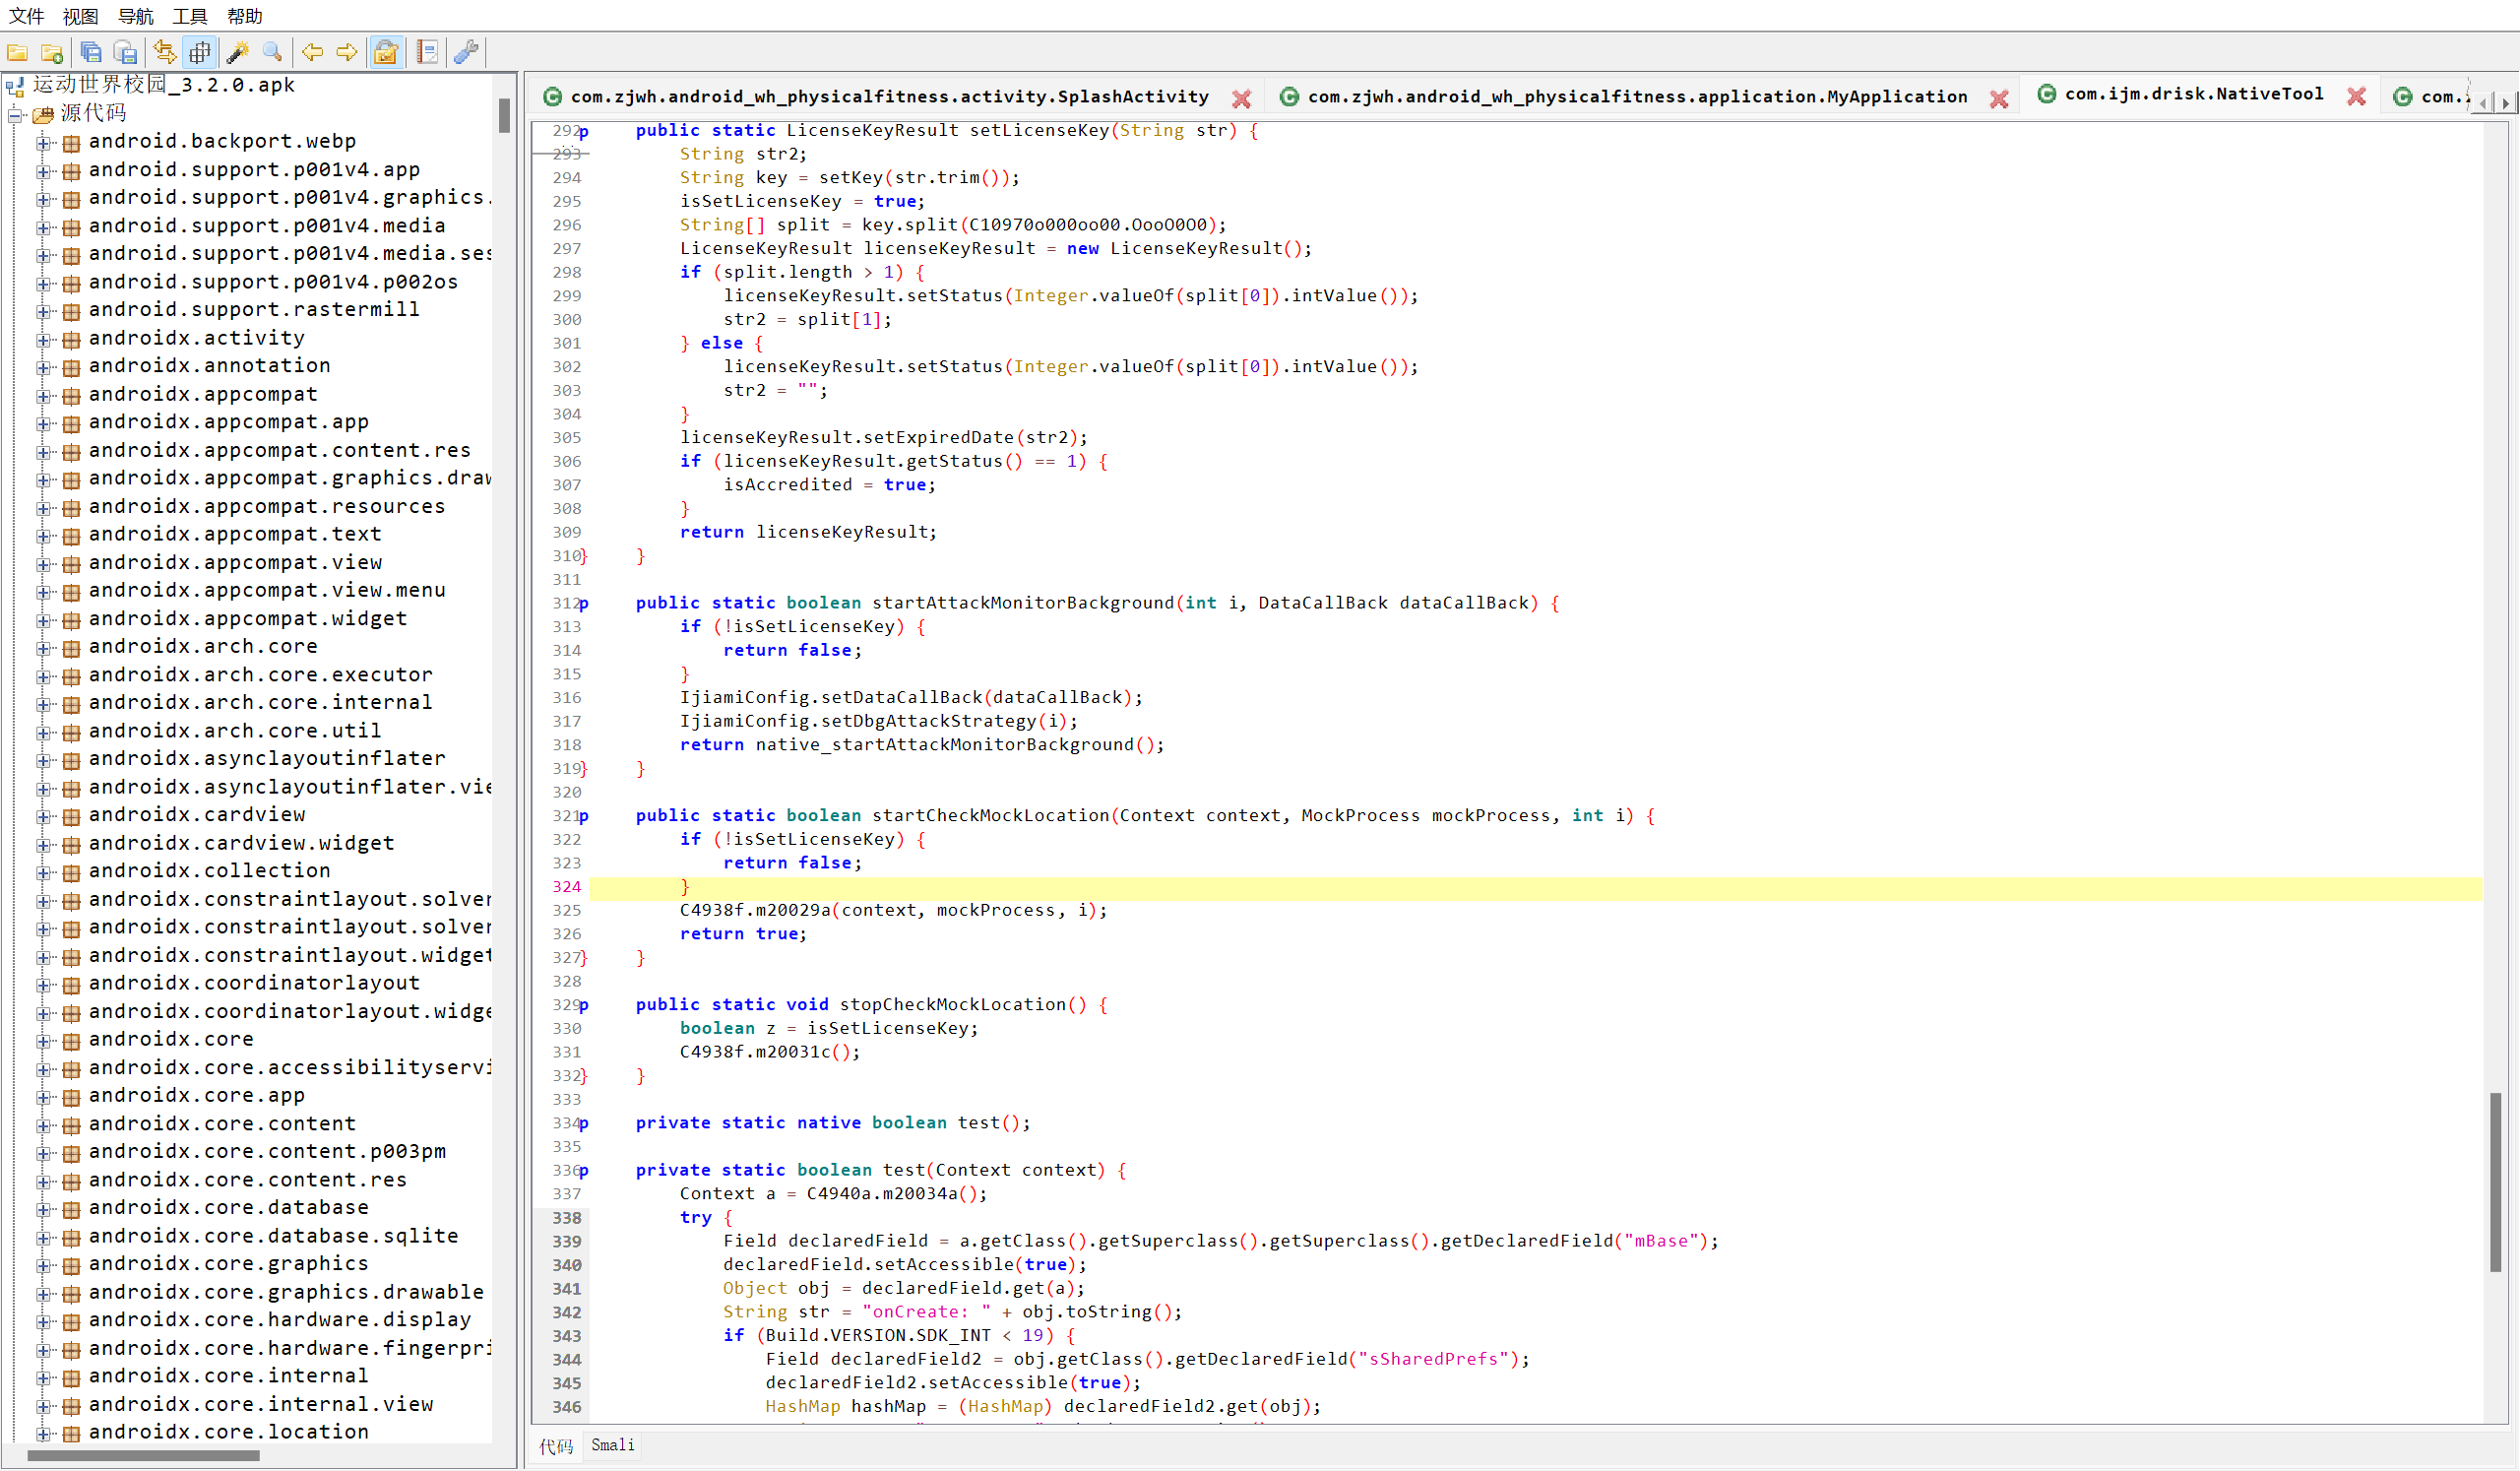 文件 视图 导航 工具 帮助
运动世界校园_3.2.0.apk
源代码
android.backport.webp
android.support.p001v4.app
android.support.p001v4.graphics.
android.support.p001v4.media
android.support.p001v4.media.ses
android.support.p001v4.p002os
android.support.rastermill
androidx.activity
androidx.annotation
androidx.appcompat
androidx.appcompat.app
androidx.appcompat.content.res
androidx.appcompat.graphics.draw
androidx.appcompat.resources
androidx.appcompat.text
androidx.appcompat.view
androidx.appcompat.view.menu
androidx.appcompat.widget
androidx.arch.core
androidx.arch.core.executor
androidx.arch.core.internal
androidx.arch.core.util
androidx.asynclayoutinflater
androidx.asynclayoutinflater.vie
androidx.cardview
androidx.cardview.widget
androidx.collection
androidx.constraintlayout.solver
androidx.constraintlayout.solver
androidx.constraintlayout.widget
androidx.coordinatorlayout
androidx.coordinatorlayout.widge
androidx.core
androidx.core.accessibilityservi
androidx.core.app
androidx.core.content
androidx.core.content.p003pm
androidx.core.content.res
androidx.core.database
androidx.core.database.sqlite
androidx.core.graphics
androidx.core.graphics.drawable
androidx.core.hardware.display
androidx.core.hardware.fingerpri
androidx.core.internal
androidx.core.internal.view
androidx.core.location
com.zjwh.android_wh_physicalfitness.activity.SplashActivity com.zjwh.android_wh_physicalfitness.application.MyApplication com.ijm.drisk.NativeTool com.
292p public static LicenseKeyResult setLicenseKey(String str) {
293 String str2;
294 String key = setKey(str.trim());
295 isSetLicenseKey = true;
296 String[] split = key.split(C10970o000oo00.OooO0O0);
297 LicenseKeyResult licenseKeyResult = new LicenseKeyResult();
298 if (split.length > 1) {
299 licenseKeyResult.setStatus(Integer.valueOf(split[0]).intValue());
300 str2 = split[1];
301 } else {
302 licenseKeyResult.setStatus(Integer.valueOf(split[0]).intValue());
303 str2 = "";
304 }
305 licenseKeyResult.setExpiredDate(str2);
306 if (licenseKeyResult.getStatus() == 1) {
307 isAccredited = true;
308 }
309 return licenseKeyResult;
310} }
311
312p public static boolean startAttackMonitorBackground(int i, DataCallBack dataCallBack) {
313 if (!isSetLicenseKey) {
314 return false;
315 }
316 IjiamiConfig.setDataCallBack(dataCallBack);
317 IjiamiConfig.setDbgAttackStrategy(i);
318 return native_startAttackMonitorBackground();
319} }
320
321p public static boolean startCheckMockLocation(Context context, MockProcess mockProcess, int i) {
322 if (!isSetLicenseKey) {
323 return false;
324 }
325 C4938f.m20029a(context, mockProcess, i);
326 return true;
327} }
328
329p public static void stopCheckMockLocation() {
330 boolean z = isSetLicenseKey;
331 C4938f.m20031c();
332} }
333
334p private static native boolean test();
335
336p private static boolean test(Context context) {
337 Context a = C4940a.m20034a();
338 try {
339 Field declaredField = a.getClass().getSuperclass().getSuperclass().getDeclaredField("mBase");
340 declaredField.setAccessible(true);
341 Object obj = declaredField.get(a);
342 String str = "onCreate: " + obj.toString();
343 if (Build.VERSION.SDK_INT < 19) {
344 Field declaredField2 = obj.getClass().getDeclaredField("sSharedPrefs");
345 declaredField2.setAccessible(true);
346 HashMap hashMap = (HashMap) declaredField2.get(obj);
代码 Smali